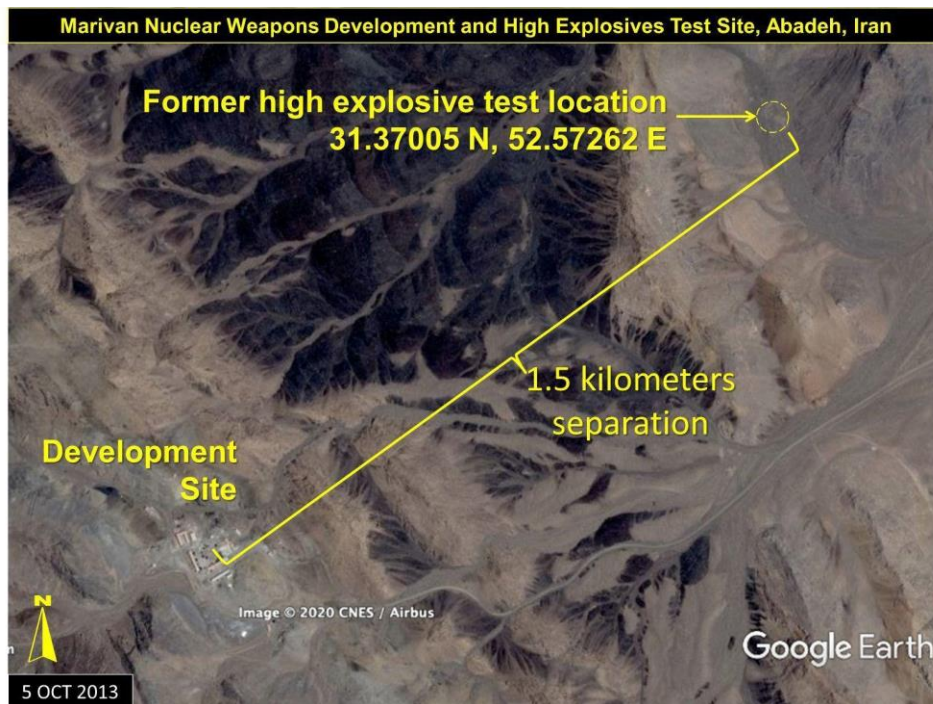 Marivan Nuclear Weapons Development and High Explosives Test Site, Abadeh, Iran
Former high explosive test location
31.37005 N, 52.57262 E
1.5 kilometers
separation
Development
Site
N
Image © 2020 CNES / Airbus
Google Earth
5 OCT 2013